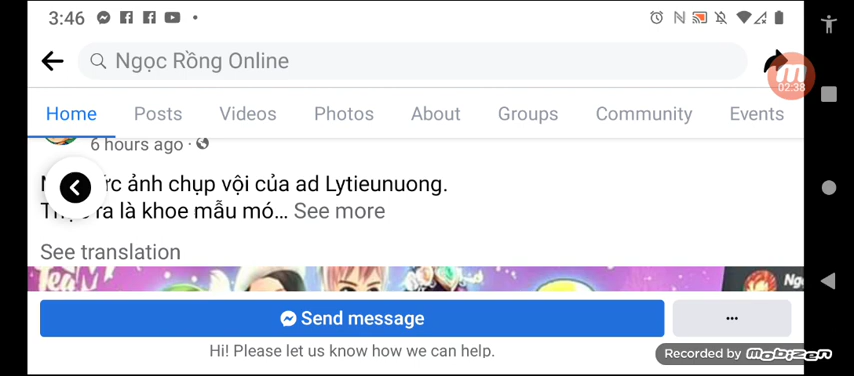 3:46
Ngọc Rồng Online
02:38
Home Posts Videos Photos About Groups Community Events
6 hours ago
ảnh chụp vội của ad Lytieunuong.
ra là khoe mẫu mó... See more
See translation
TeaM
Send message
Hi! Please let us know how we can help.
Recorded by MOBIZEN